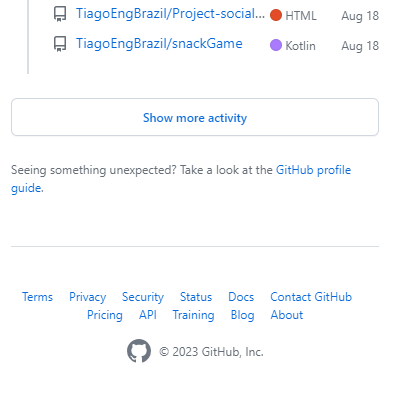 TiagoEngBrazil/Project-social... HTML Aug 18
TiagoEngBrazil/snackGame Kotlin Aug 18
Show more activity
Seeing something unexpected? Take a look at the GitHub profile
guide.
Terms Privacy Security Status Docs Contact GitHub
Pricing API Training Blog About
© 2023 GitHub, Inc.